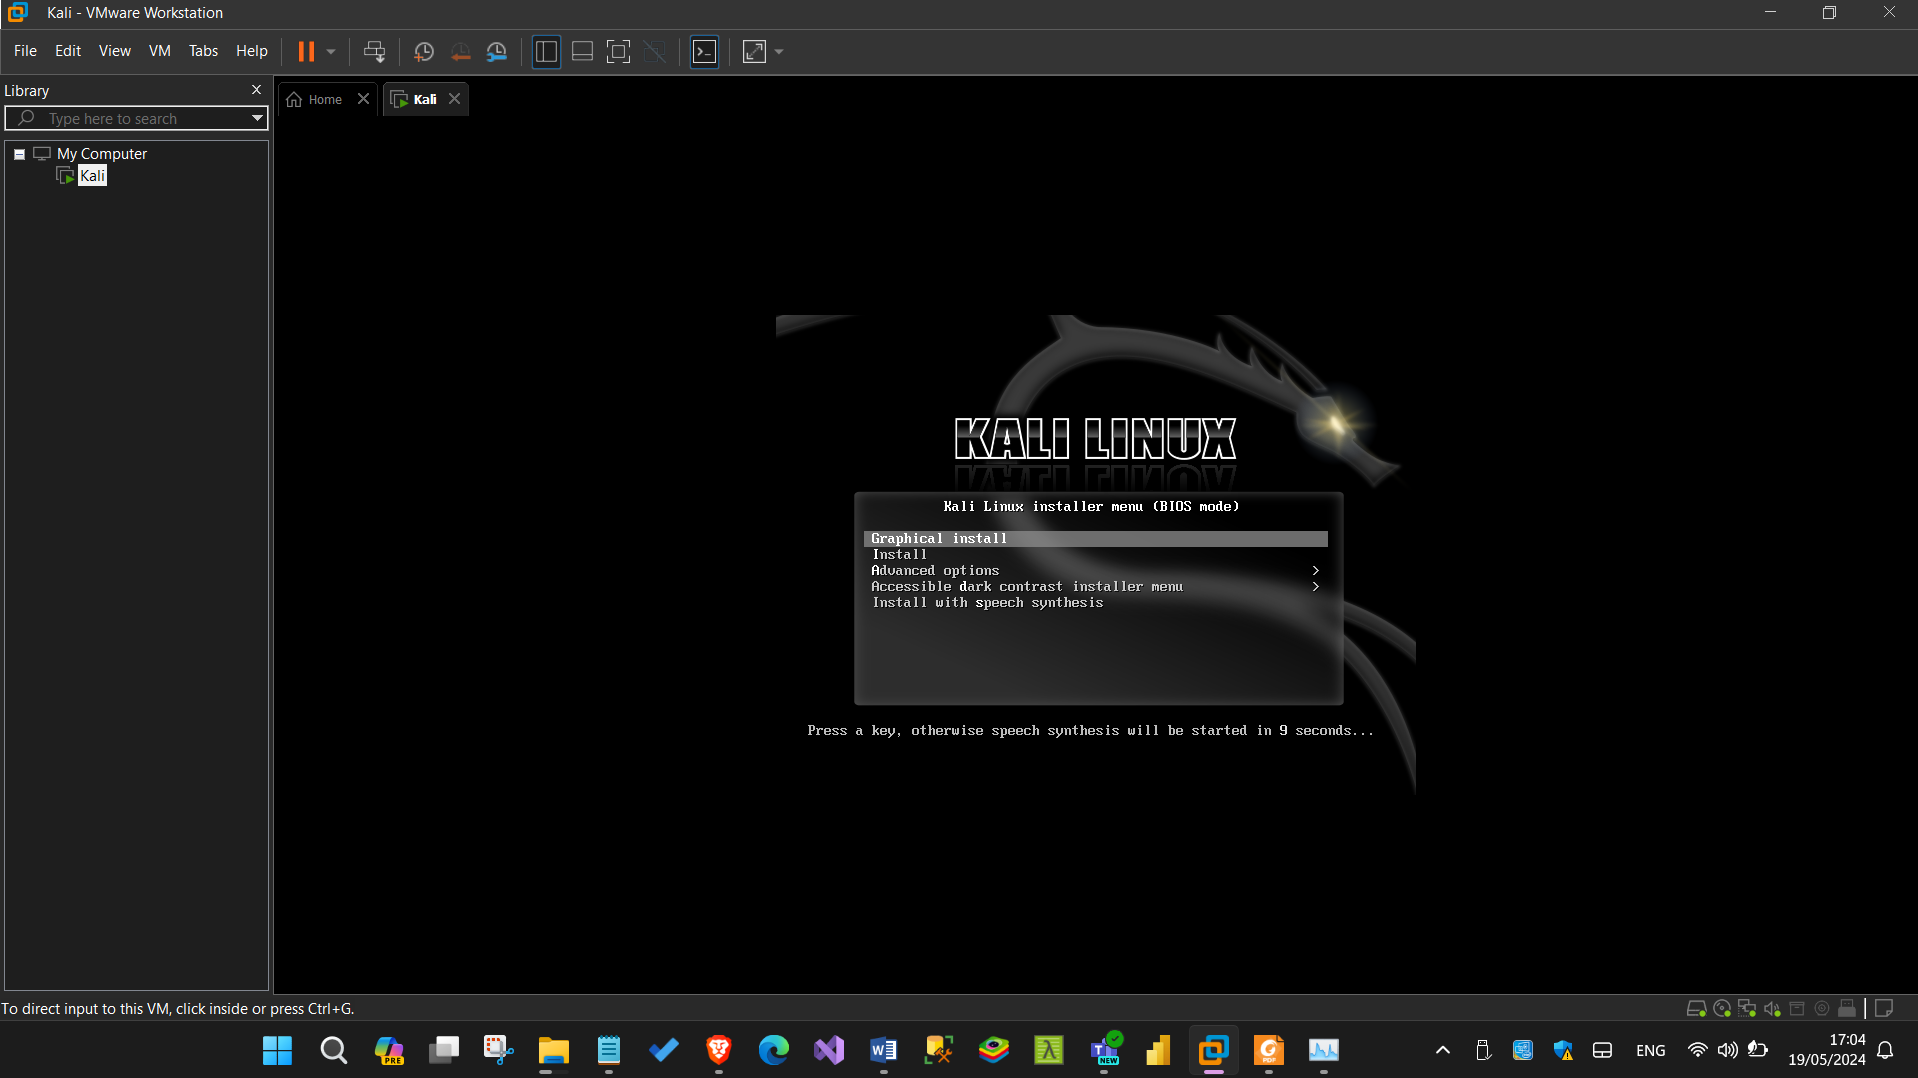 Kali - VMware Workstation
File Edit View VM Tabs Help
Library
Home
Kali
Type here to search
My Computer
Kali
KALI LINUX
Kali Linux installer menu (BIOS mode)
Graphical install
Install
Advanced options >
Accessible dark contrast installer menu >
Install with speech synthesis
Press a key, otherwise speech synthesis will be started in 9 seconds...
To direct input to this VM, click inside or press Ctrl+G.
PRE
NEW
PDF
ENG
17:04
19/05/2024